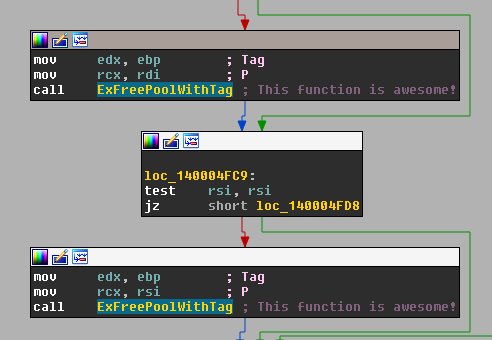 mov edx, ebp ; Tag
mov rcx, rdi ; P
call ExFreePoolWithTag ; This function is awesome!
loc_140004FC9:
test rsi, rsi
jz short loc_140004FD8
mov edx, ebp ; Tag
mov rcx, rsi ; P
call ExFreePoolWithTag ; This function is awesome!